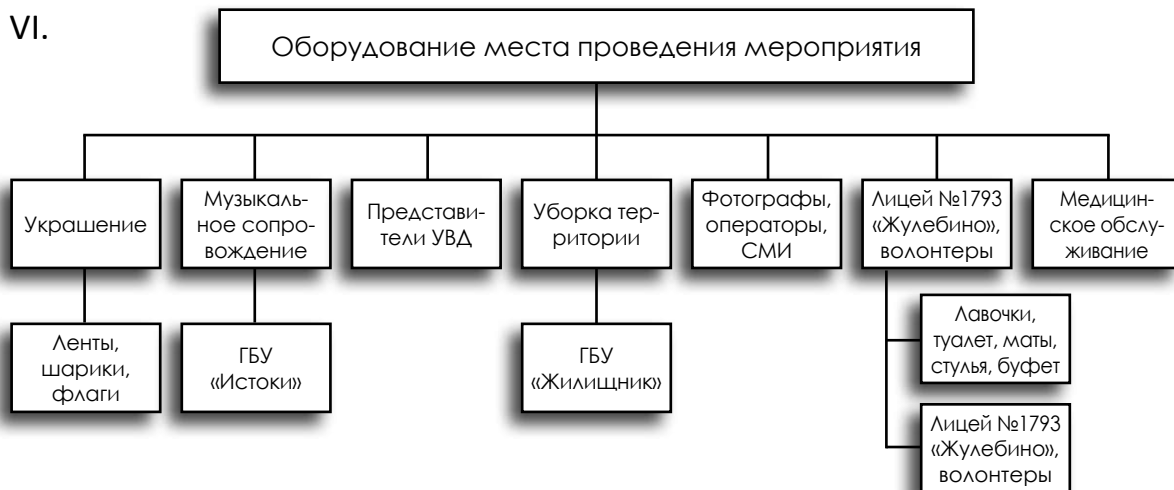 VI.
Оборудование места проведения мероприятия
Украшение
Музыкаль-
ное сопро-
вождение
Представи-
тели УВД
Уборка тер-
ритории
Фотографы,
операторы,
СМИ
Лицей №1793
«Жулебино»,
волонтеры
Медицин-
ское обслу-
живание
Ленты,
шарики,
флаги
ГБУ
«Истоки»
ГБУ
«Жилищник»
Лавочки,
туалет, маты,
стулья, буфет
Лицей №1793
«Жулебино»,
волонтеры